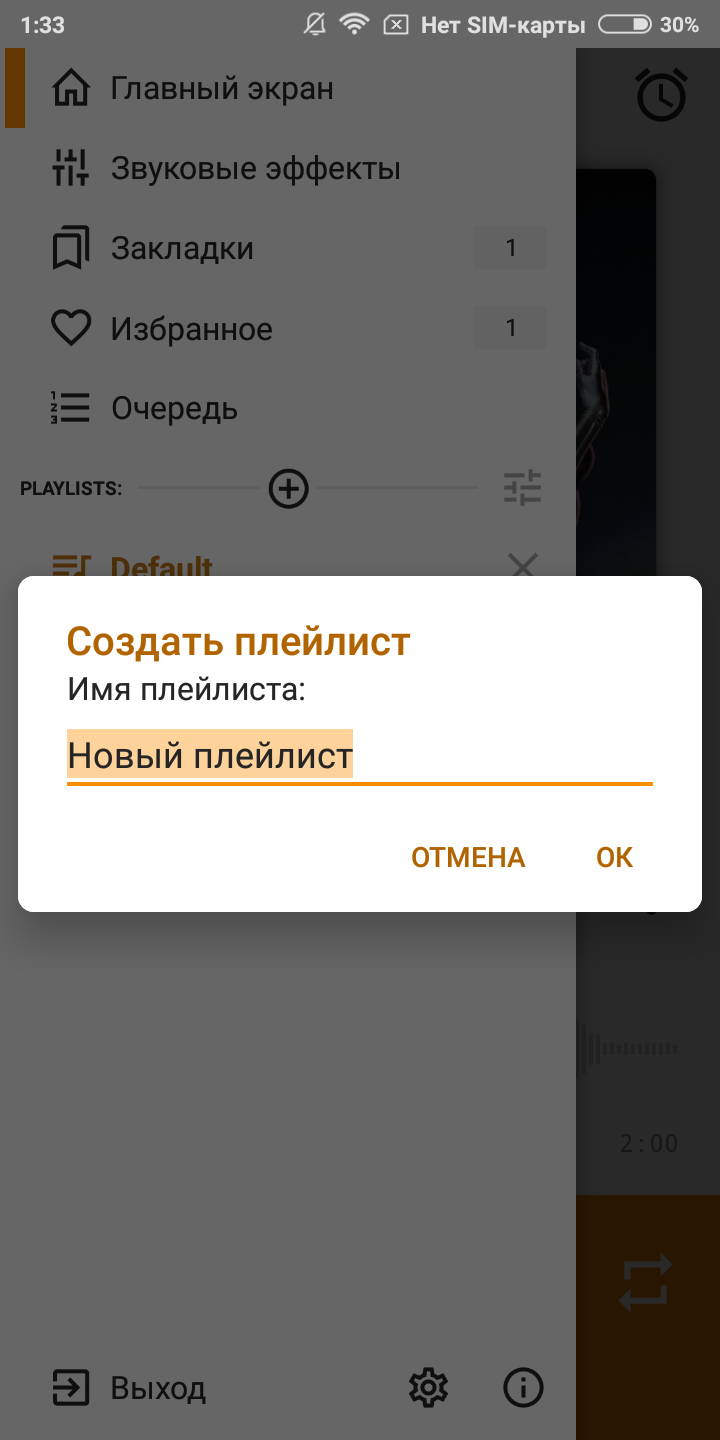 1:33 Нет SIM-карты 30%
Главный экран
Звуковые эффекты
Закладки 1
Избранное 1
Очередь
PLAYLISTS:
Default
Создать плейлист
Имя плейлиста:
Новый плейлист
ОТМЕНА ОК
2:00
Выход